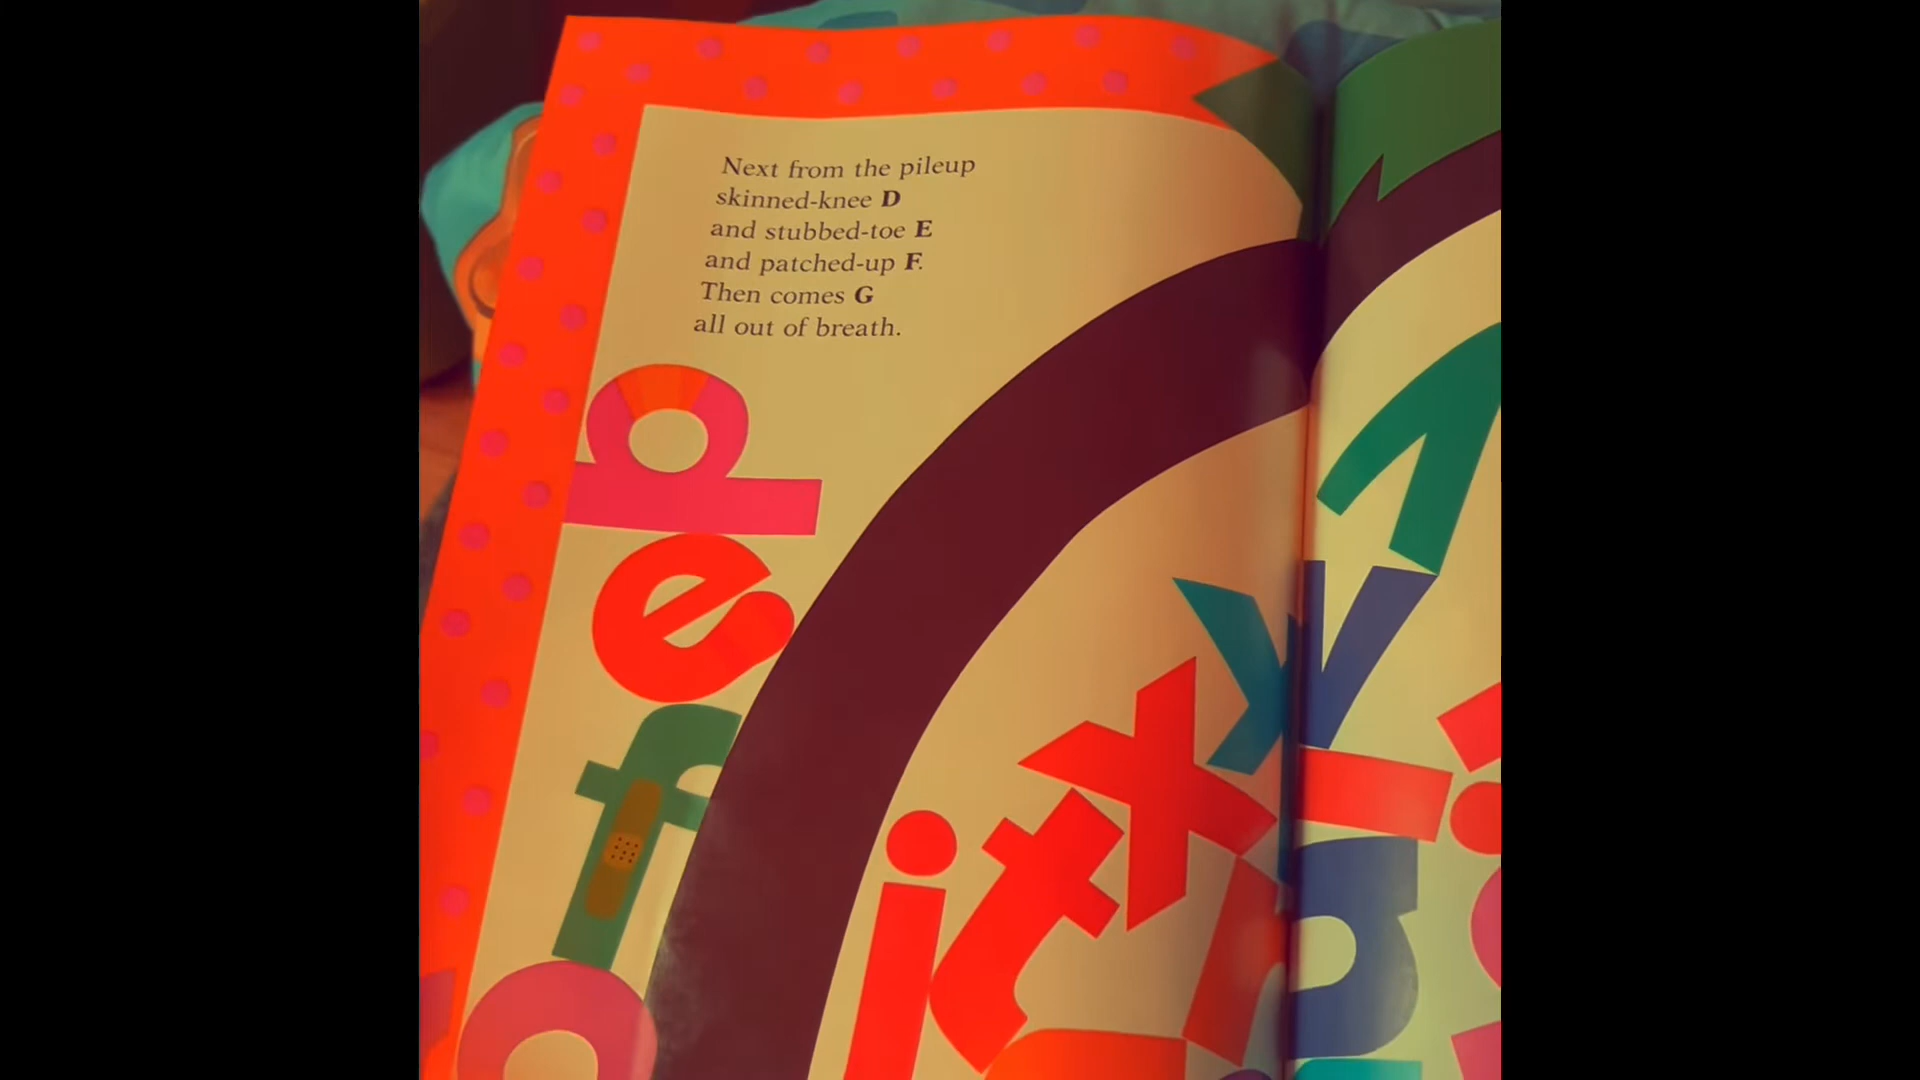 Next from the pileup
skinned-knee D
and stubbed-toe E
and patched-up F.
Then comes G
all out of breath.
d
e
f
i
t
x
y
v